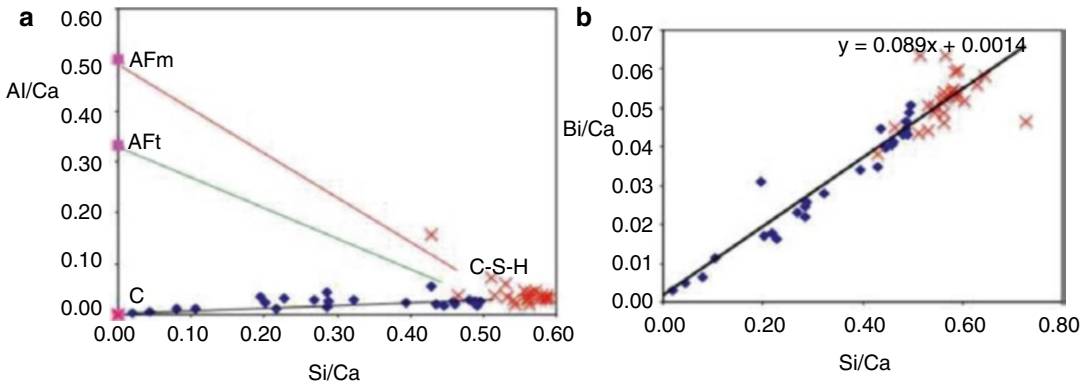 a
0.60
0.50
0.40
0.30
0.20
0.10
0.00
Al/Ca
AFm
AFt
C
C-S-H
0.00 0.10 0.20 0.30 0.40 0.50 0.60
Si/Ca
b
0.07
0.06
0.05
0.04
0.03
0.02
0.01
0.00
Bi/Ca
y = 0.089x + 0.0014
0.00 0.20 0.40 0.60 0.80
Si/Ca